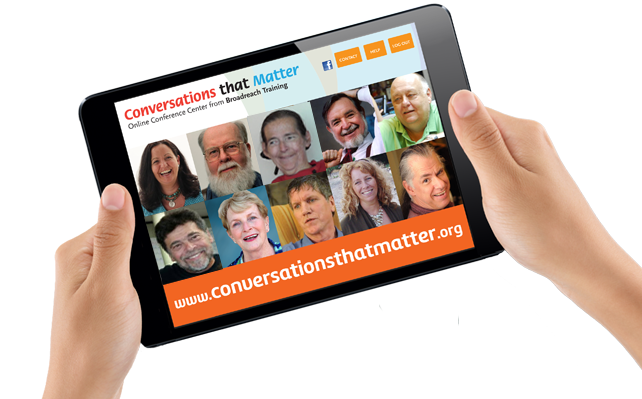 Conversations that Matter
Online Conference Center from Broadreach Training
CONTACT
HELP
LOG OUT
www.conversationsthatmatter.org